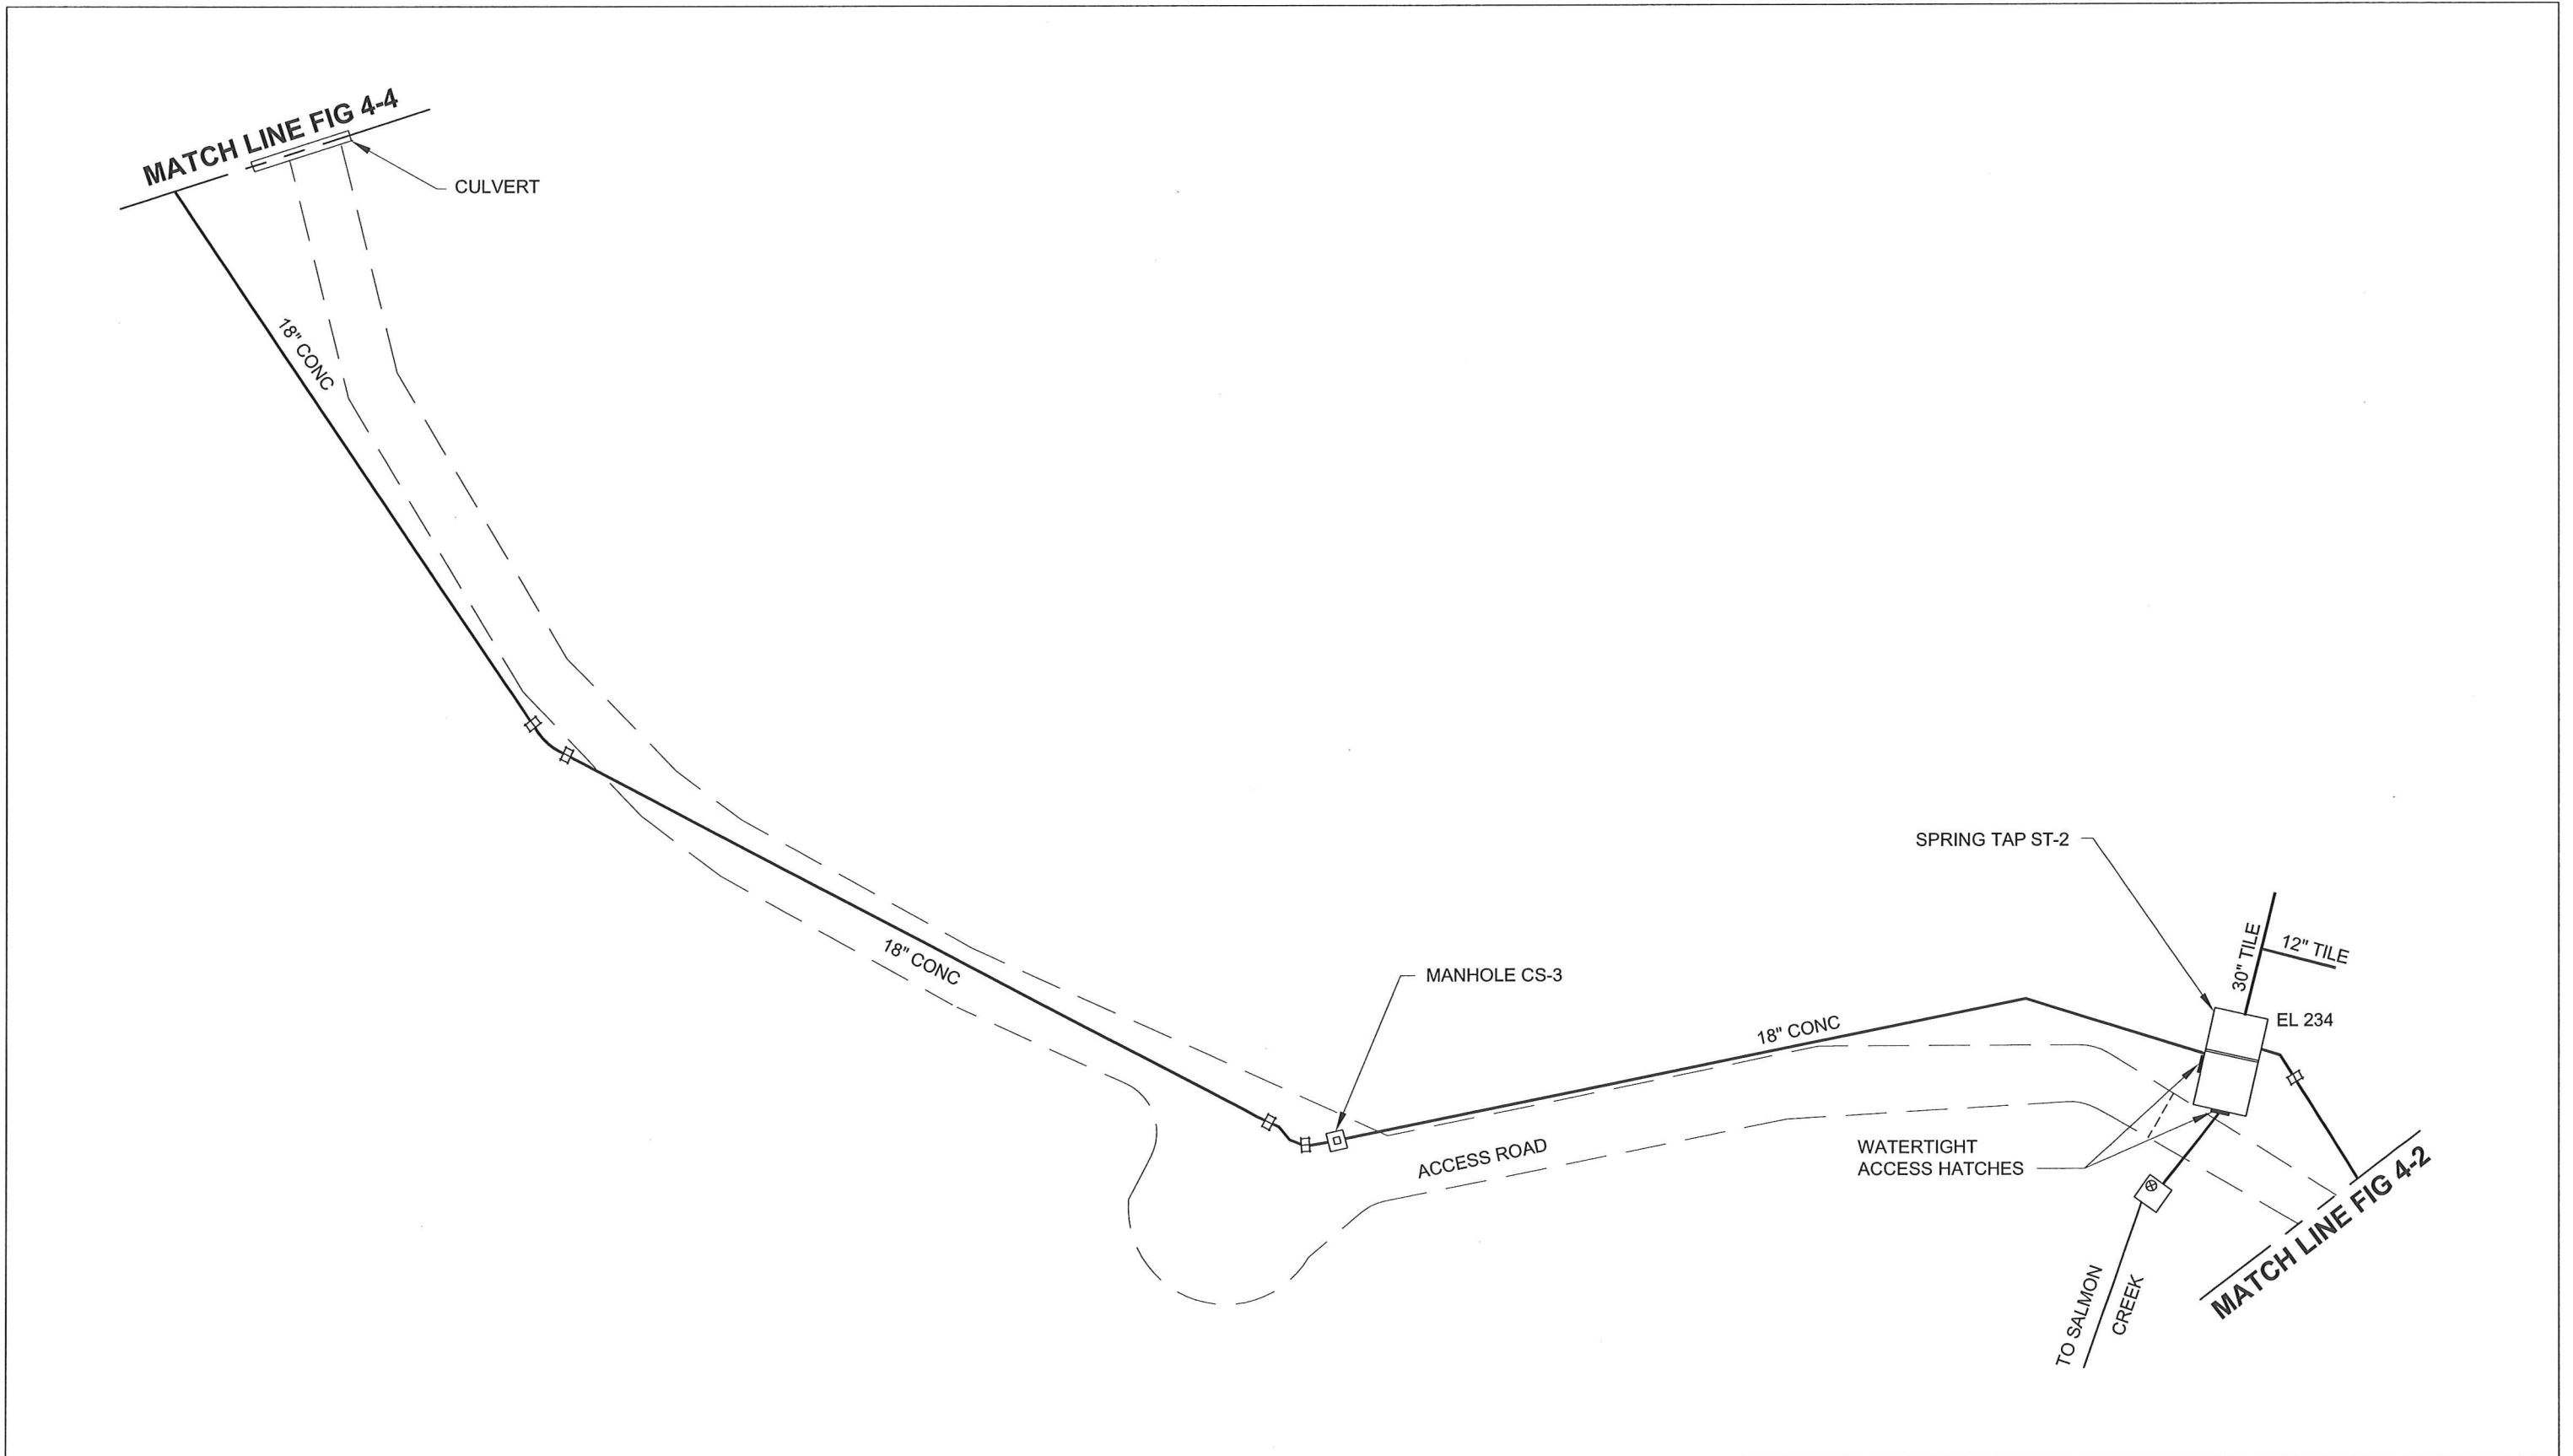 MATCH LINE FIG 4-4
CULVERT
18" CONC
SPRING TAP ST-2
30" TILE
12" TILE
18" CONC
MANHOLE CS-3
EL 234
18" CONC
ACCESS ROAD
WATERTIGHT
ACCESS HATCHES
MATCH LINE FIG 4-2
TO SALMON
CREEK